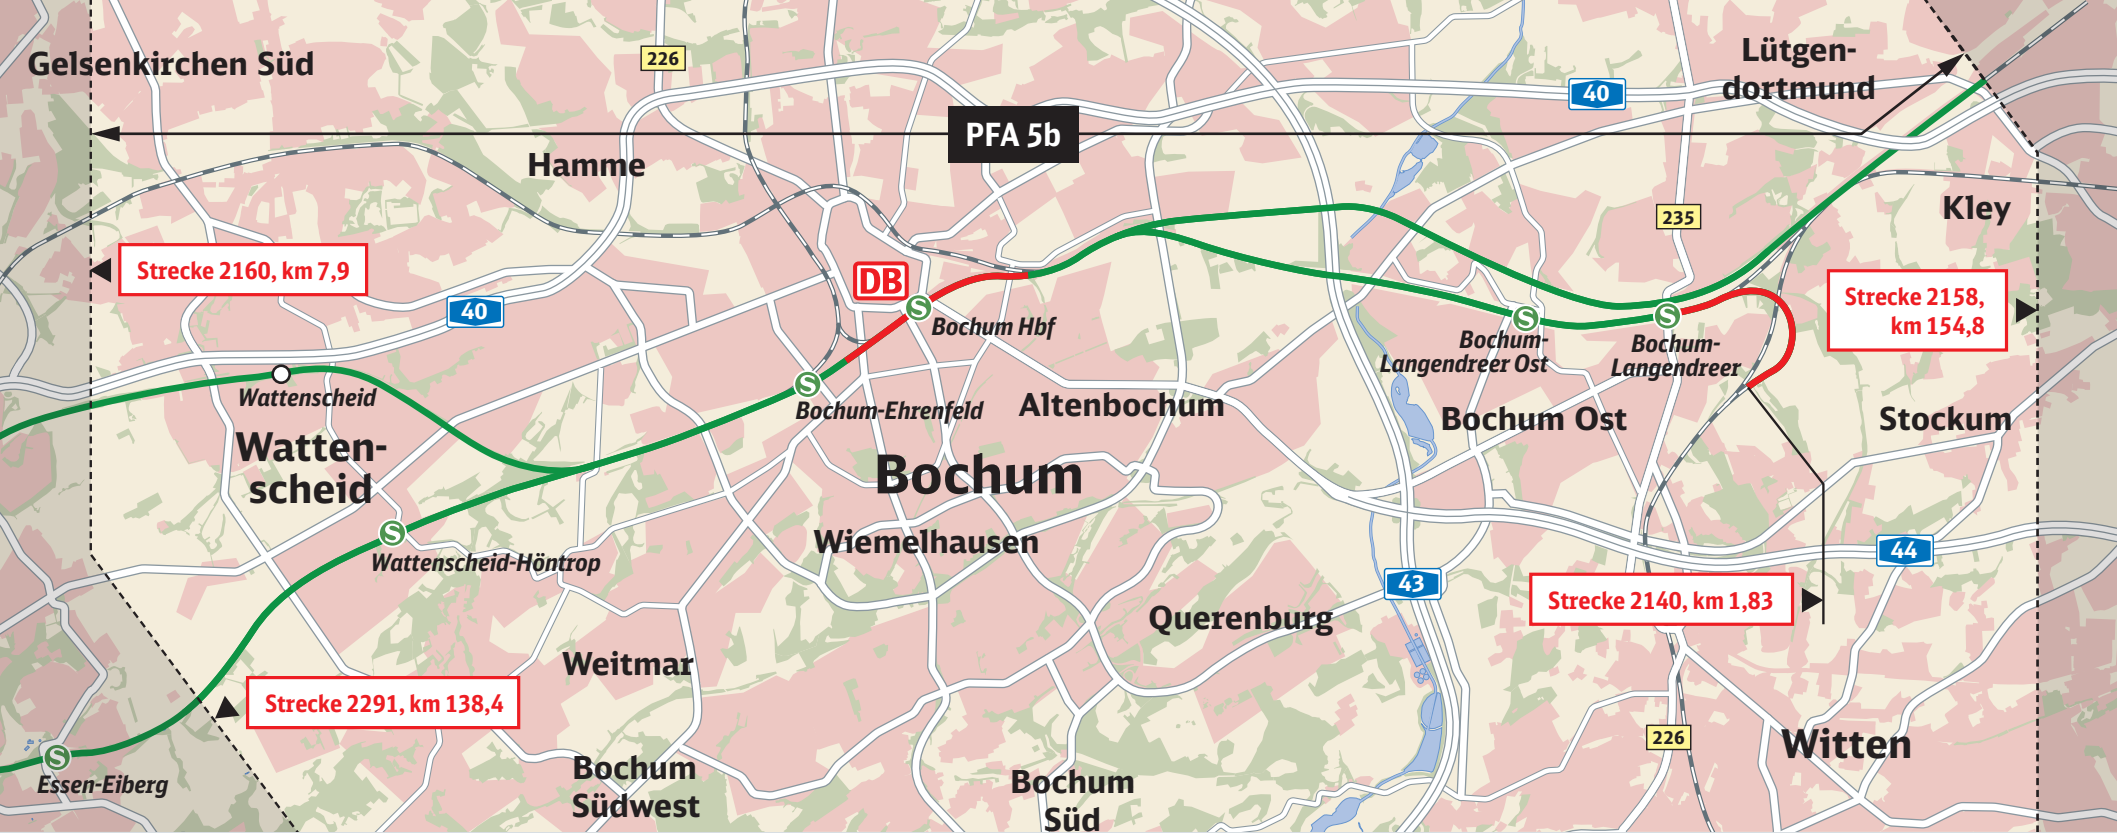 Gelsenkirchen Süd
226
40
Lütgen-
dortmund
PFA 5b
Hamme
235
Kley
Strecke 2160, km 7,9
DB
S
Bochum Hbf
40
Strecke 2158,
km 154,8
S
Bochum-
Langendreer Ost
S
Bochum-
Langendreer
Wattenscheid
S
Bochum-Ehrenfeld
Altenbochum
Bochum Ost
Stockum
Watten-
scheid
Bochum
S
Wattenscheid-Höntrop
Wiemelhausen
44
43
Strecke 2140, km 1,83
Querenburg
Weitmar
Strecke 2291, km 138,4
226
Witten
S
Essen-Eiberg
Bochum
Südwest
Bochum
Süd